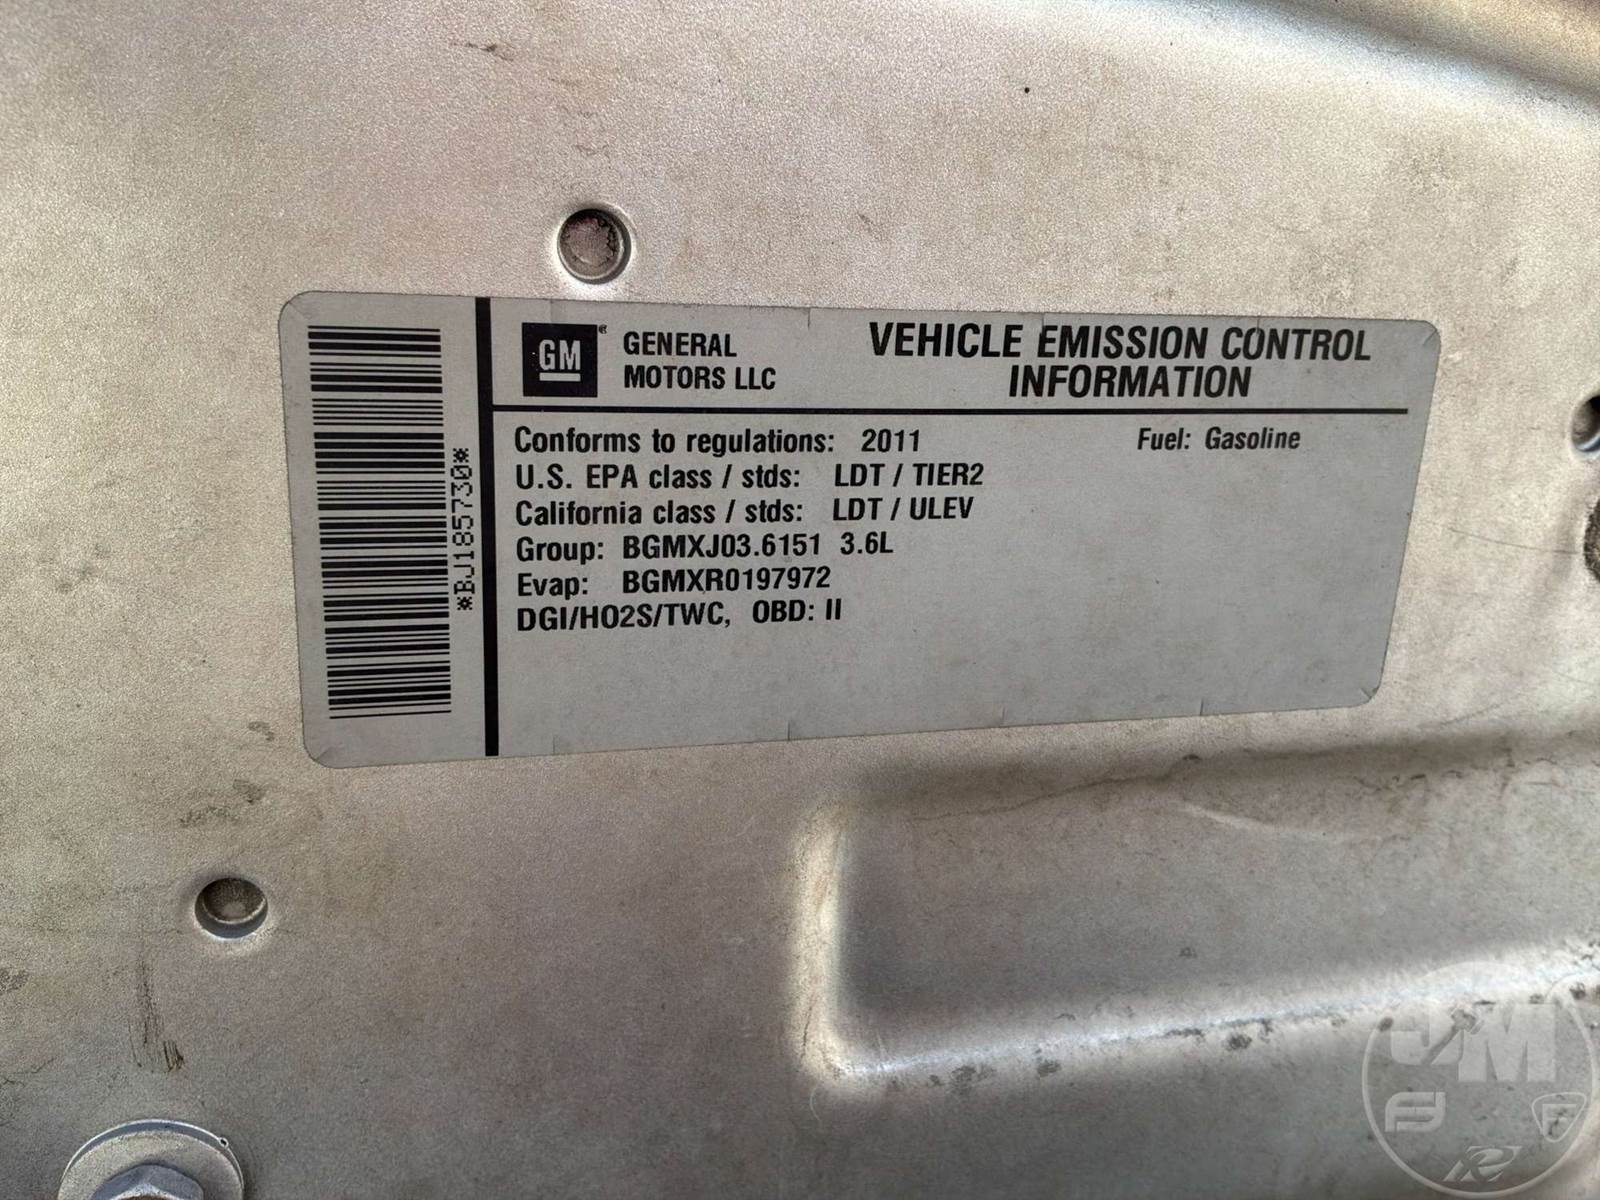 GM
GENERAL
MOTORS LLC
VEHICLE EMISSION CONTROL
INFORMATION
*BJ185730*
Conforms to regulations: 2011 Fuel: Gasoline
U.S. EPA class / stds: LDT / TIER2
California class / stds: LDT / ULEV
Group: BGMXJ03.6151 3.6L
Evap: BGMXR0197972
DGI/HO2S/TWC, OBD: II
JM